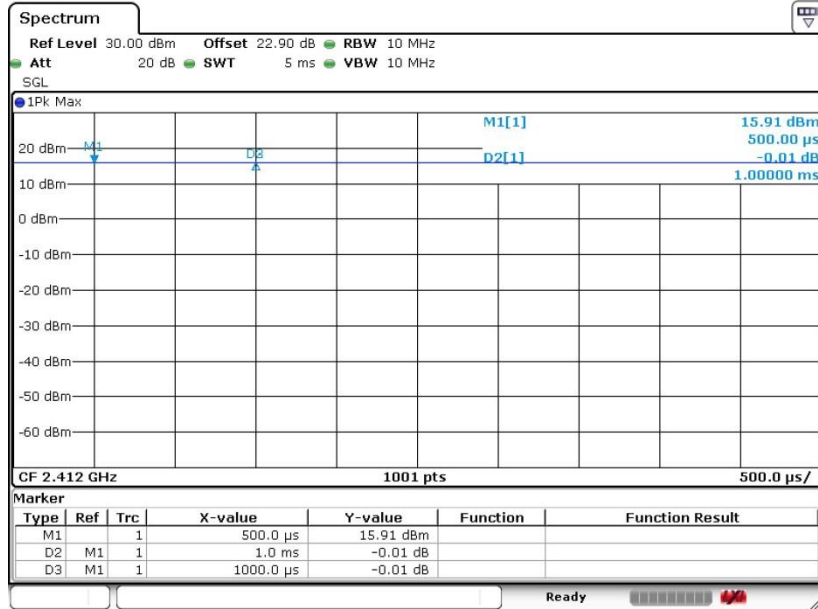 Spectrum
Ref Level 30.00 dBm Offset 22.90 dB RBW 10 MHz
Att 20 dB SWT 5 ms VBW 10 MHz
SGL
1Pk Max
M1[1] 15.91 dBm
500.00 µs
D2[1] -0.01 dB
1.00000 ms
20 dBm
M1
D3
10 dBm
0 dBm
-10 dBm
-20 dBm
-30 dBm
-40 dBm
-50 dBm
-60 dBm
CF 2.412 GHz 1001 pts 500.0 µs/
Marker
Type Ref Trc X-value Y-value Function Function Result
M1 1 500.0 µs 15.91 dBm
D2 M1 1 1.0 ms -0.01 dB
D3 M1 1 1000.0 µs -0.01 dB
Ready LXI